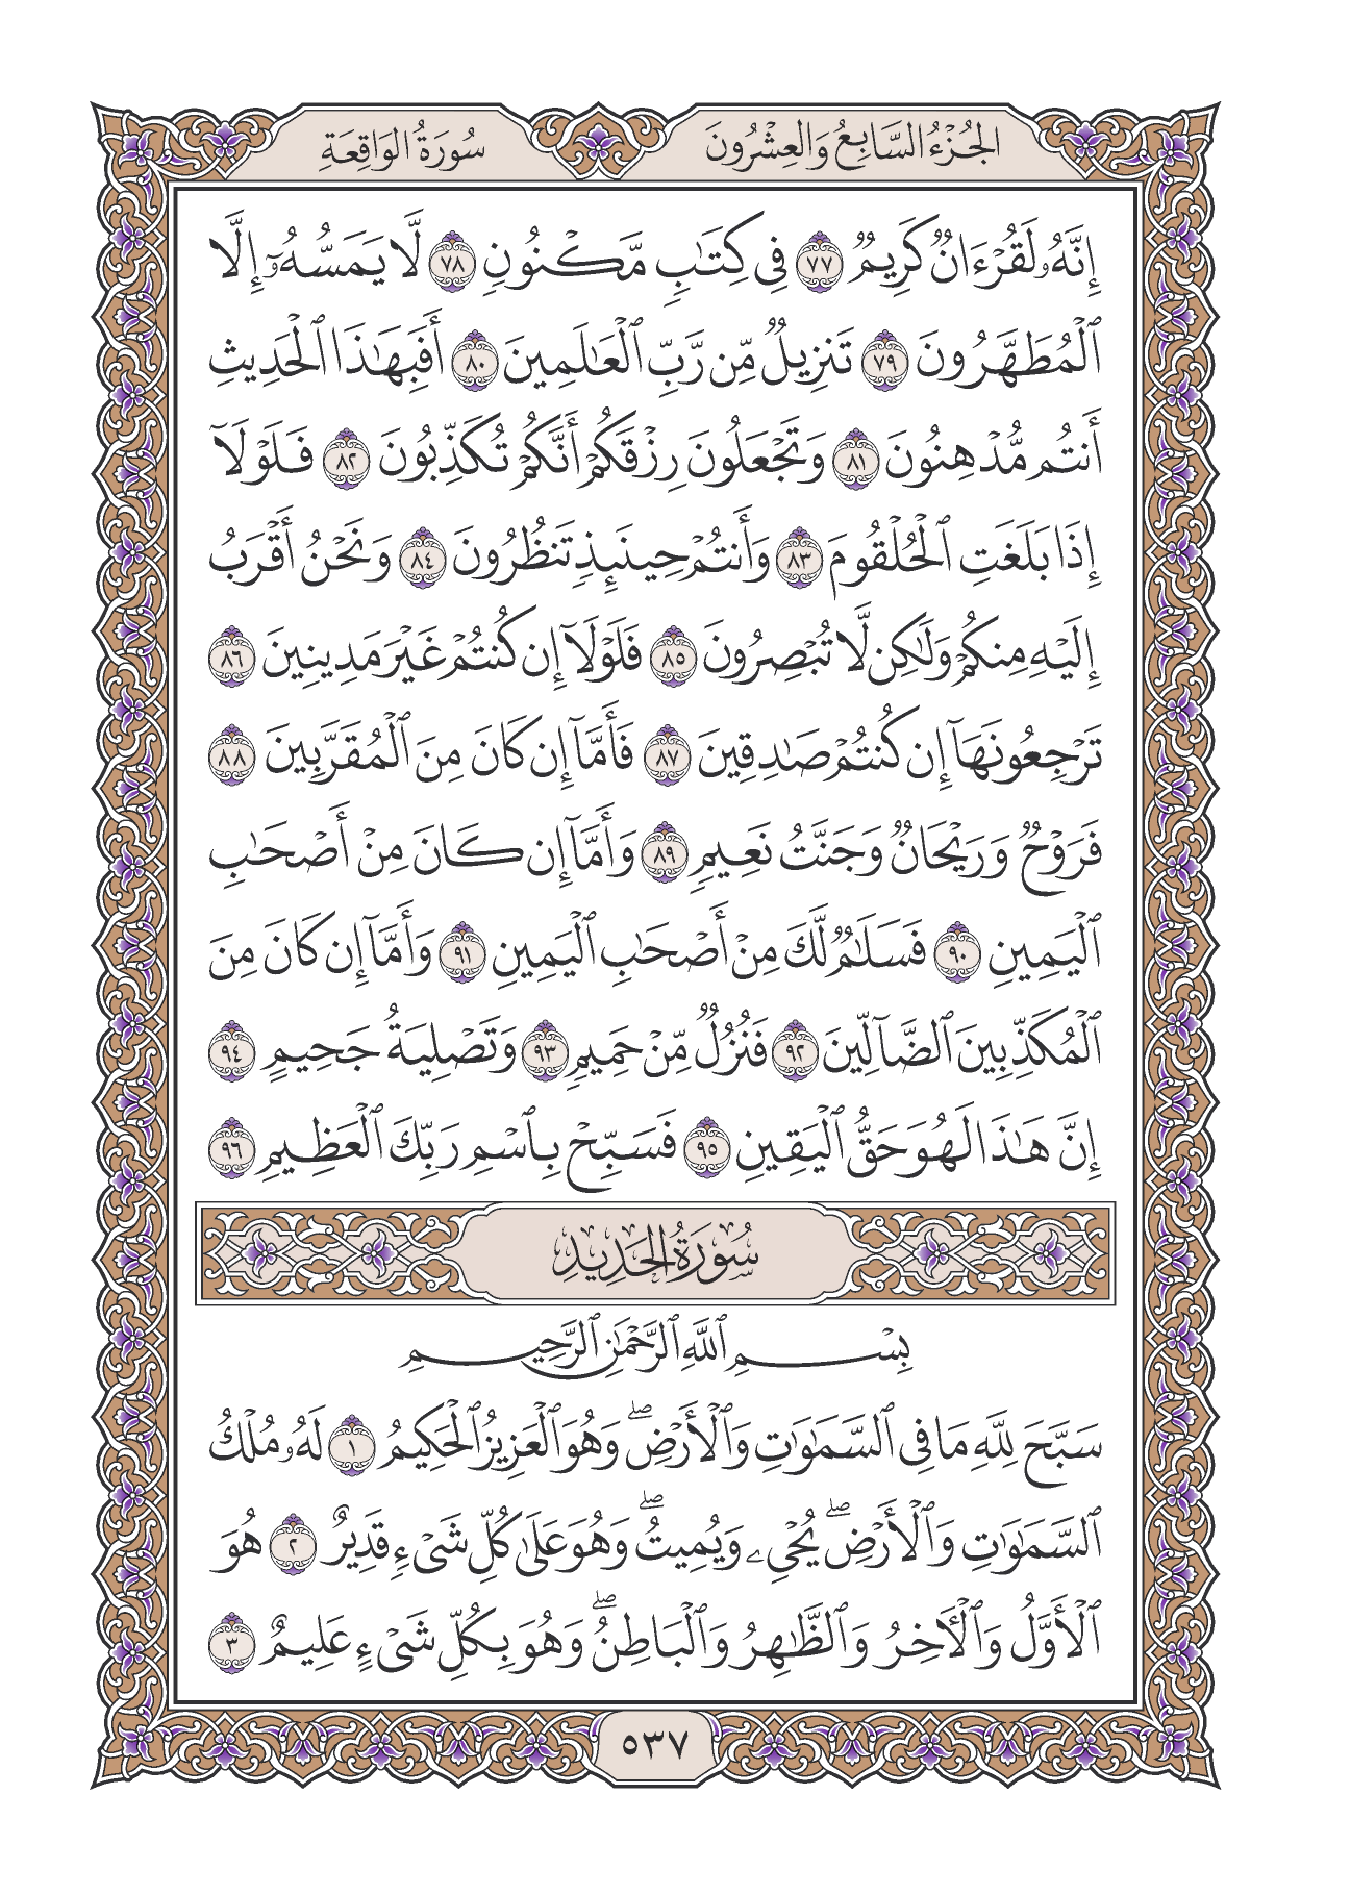 الجُزْءُ السَّابِعُ وَالعِشْرُونَ
سُورَةُ الوَاقِعَةِ
إِنَّهُۥ لَقُرْءَانٌ كَرِيمٌ ٧٧ فِى كِتَٰبٍ مَّكْنُونٍ ٧٨ لَّا يَمَسُّهُۥٓ إِلَّا
ٱلْمُطَهَّرُونَ ٧٩ تَنزِيلٌ مِّن رَّبِّ ٱلْعَٰلَمِينَ ٨٠ أَفَبِهَٰذَا ٱلْحَدِيثِ
أَنتُم مُّدْهِنُونَ ٨١ وَتَجْعَلُونَ رِزْقَكُمْ أَنَّكُمْ تُكَذِّبُونَ ٨٢ فَلَوْلَآ
إِذَا بَلَغَتِ ٱلْحُلْقُومَ ٨٣ وَأَنتُمْ حِينَئِذٍ تَنظُرُونَ ٨٤ وَنَحْنُ أَقْرَبُ
إِلَيْهِ مِنكُمْ وَلَٰكِن لَّا تُبْصِرُونَ ٨٥ فَلَوْلَآ إِن كُنتُمْ غَيْرَ مَدِينِينَ ٨٦
تَرْجِعُونَهَآ إِن كُنتُمْ صَٰدِقِينَ ٨٧ فَأَمَّآ إِن كَانَ مِنَ ٱلْمُقَرَّبِينَ ٨٨
فَرَوْحٌ وَرَيْحَانٌ وَجَنَّتُ نَعِيمٍ ٨٩ وَأَمَّآ إِن كَانَ مِنْ أَصْحَٰبِ
ٱلْيَمِينِ ٩٠ فَسَلَٰمٌ لَّكَ مِنْ أَصْحَٰبِ ٱلْيَمِينِ ٩١ وَأَمَّآ إِن كَانَ مِنَ
ٱلْمُكَذِّبِينَ ٱلضَّآلِّينَ ٩٢ فَنُزُلٌ مِّنْ حَمِيمٍ ٩٣ وَتَصْلِيَةُ جَحِيمٍ ٩٤
إِنَّ هَٰذَا لَهُوَ حَقُّ ٱلْيَقِينِ ٩٥ فَسَبِّحْ بِٱسْمِ رَبِّكَ ٱلْعَظِيمِ ٩٦
سُورَةُ الحَدِيدِ
بِسْمِ ٱللَّهِ ٱلرَّحْمَٰنِ ٱلرَّحِيمِ
سَبَّحَ لِلَّهِ مَا فِى ٱلسَّمَٰوَٰتِ وَٱلْأَرْضِۖ وَهُوَ ٱلْعَزِيزُ ٱلْحَكِيمُ ١ لَهُۥ مُلْكُ
ٱلسَّمَٰوَٰتِ وَٱلْأَرْضِۖ يُحْىِۦ وَيُمِيتُۖ وَهُوَ عَلَىٰ كُلِّ شَىْءٍ قَدِيرٌ ٢ هُوَ
ٱلْأَوَّلُ وَٱلْءَاخِرُ وَٱلظَّٰهِرُ وَٱلْبَاطِنُۖ وَهُوَ بِكُلِّ شَىْءٍ عَلِيمٌ ٣
٥٣٧